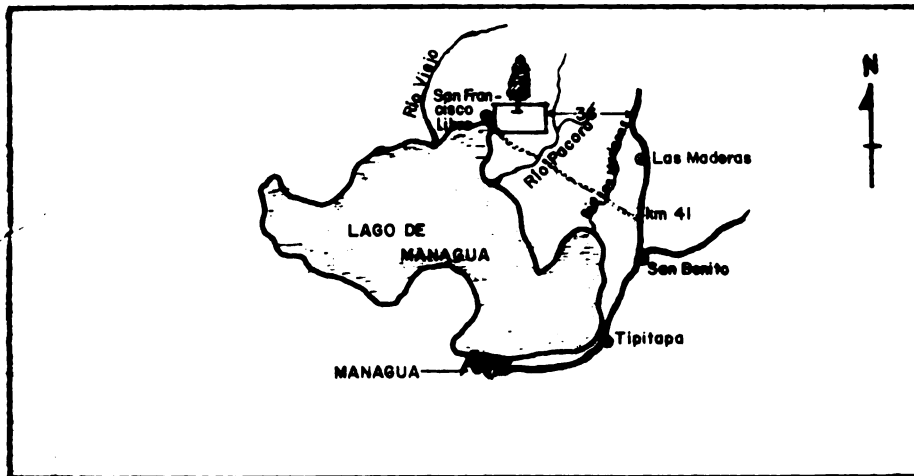 Río Viejo
San Fran-
cisco
Libre
N
Río Pacora
Las Maderas
LAGO DE
MANAGUA
km 41
San Benito
Tipitapa
MANAGUA